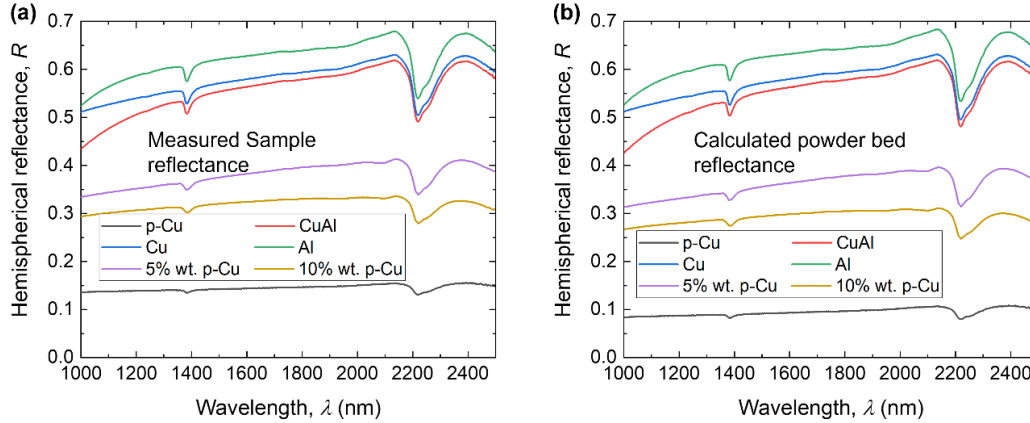 (a)
0.7
0.6
0.5
0.4
0.3
0.2
0.1
0.0
Hemispherical reflectance, R
Measured Sample
reflectance
p-Cu CuAl
Cu Al
5% wt. p-Cu 10% wt. p-Cu
1000 1200 1400 1600 1800 2000 2200 2400
Wavelength, λ (nm)
(b)
0.7
0.6
0.5
0.4
0.3
0.2
0.1
0.0
Hemispherical reflectance, R
Calculated powder bed
reflectance
p-Cu CuAl
Cu Al
5% wt. p-Cu 10% wt. p-Cu
1000 1200 1400 1600 1800 2000 2200 2400
Wavelength, λ (nm)